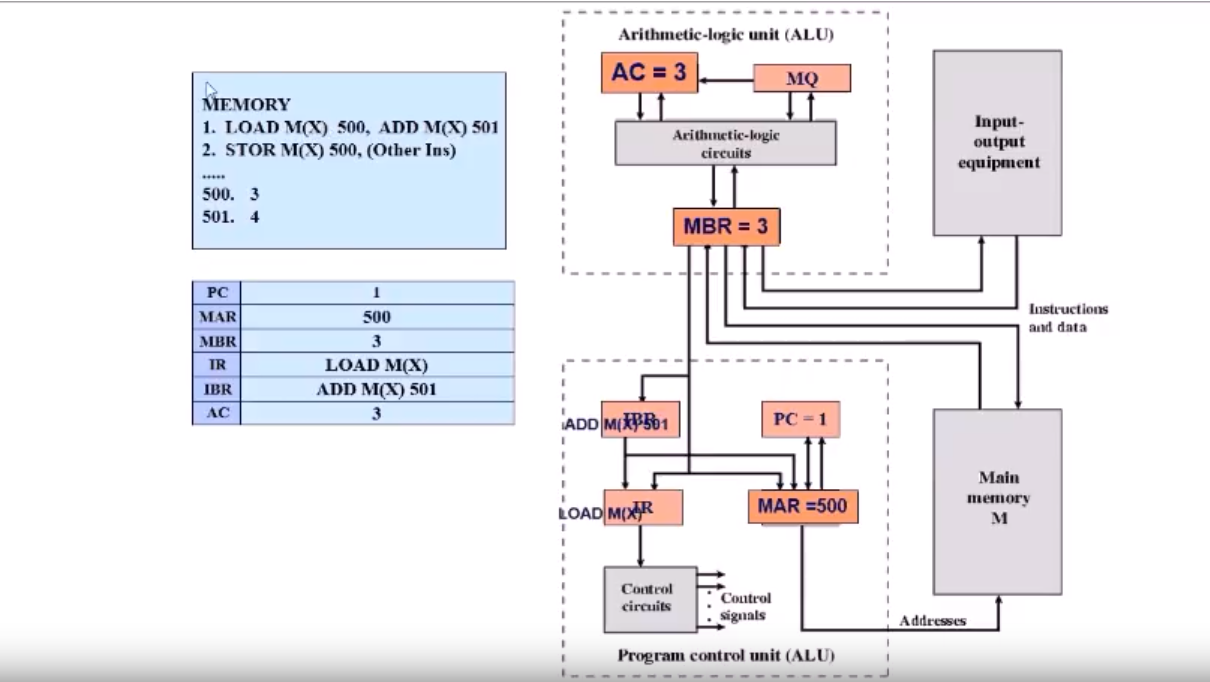 MEMORY
1. LOAD M(X) 500, ADD M(X) 501
2. STOR M(X) 500, (Other Ins)
.....
500. 3
501. 4
PC 1
MAR 500
MBR 3
IR LOAD M(X)
IBR ADD M(X) 501
AC 3
Arithmetic-logic unit (ALU)
AC = 3
MQ
Arithmetic-logic
circuits
MBR = 3
Input-
output
equipment
Instructions
and data
IBR
ADD M(X) 501
PC = 1
IR
LOAD M(X)
MAR =500
Main
memory
M
Control
circuits
Control
signals
Addresses
Program control unit (ALU)